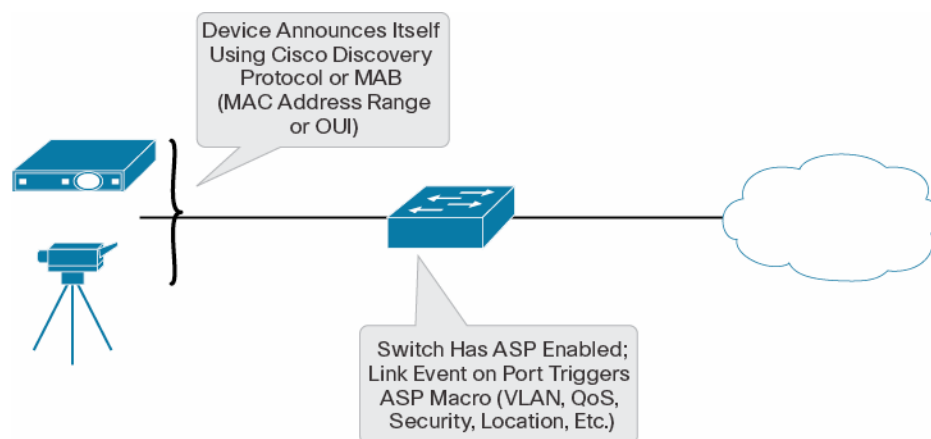 Device Announces Itself
Using Cisco Discovery
Protocol or MAB
(MAC Address Range
or OUI)
Switch Has ASP Enabled;
Link Event on Port Triggers
ASP Macro (VLAN, QoS,
Security, Location, Etc.)